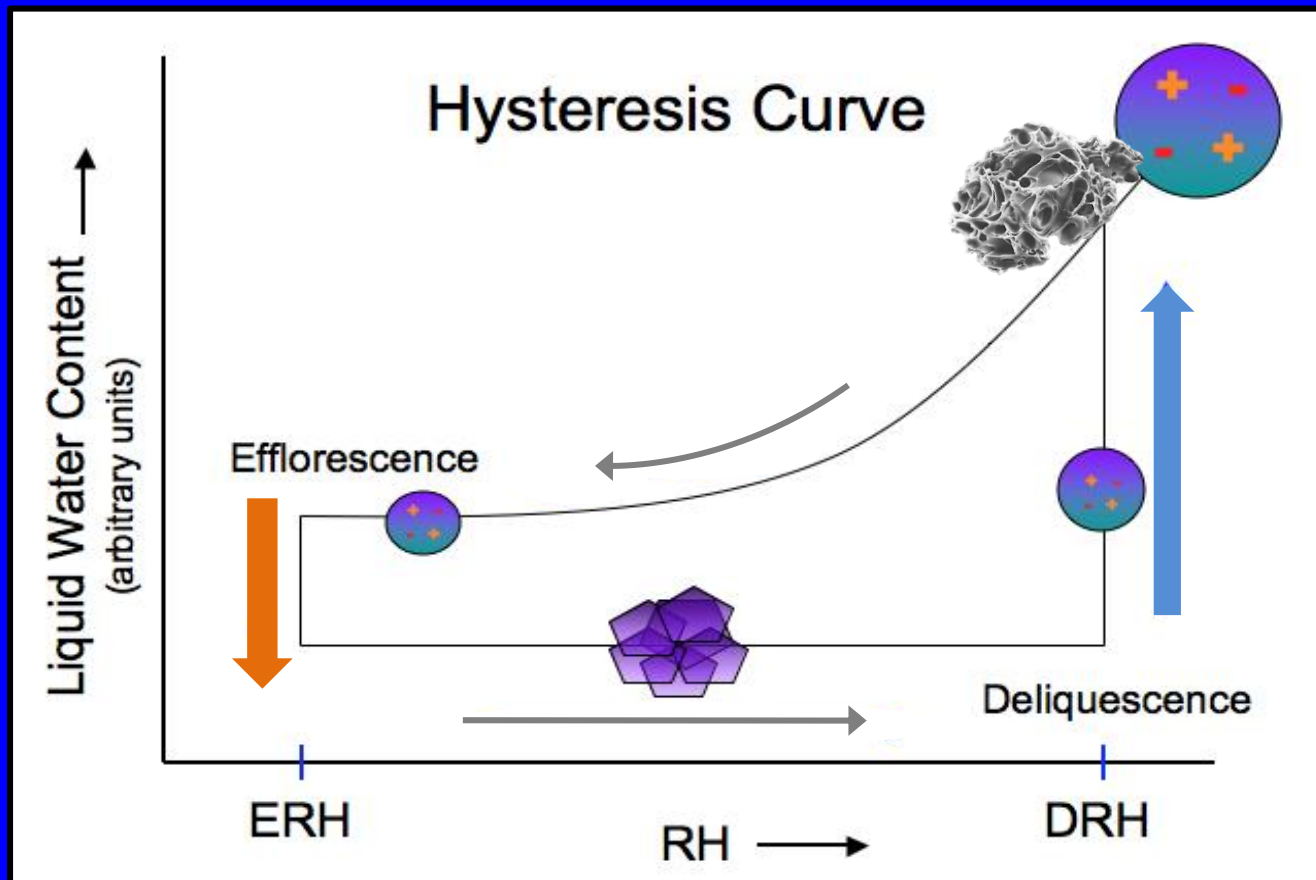 Hysteresis Curve
Liquid Water Content
(arbitrary units)
Efflorescence
Deliquescence
ERH
RH
DRH